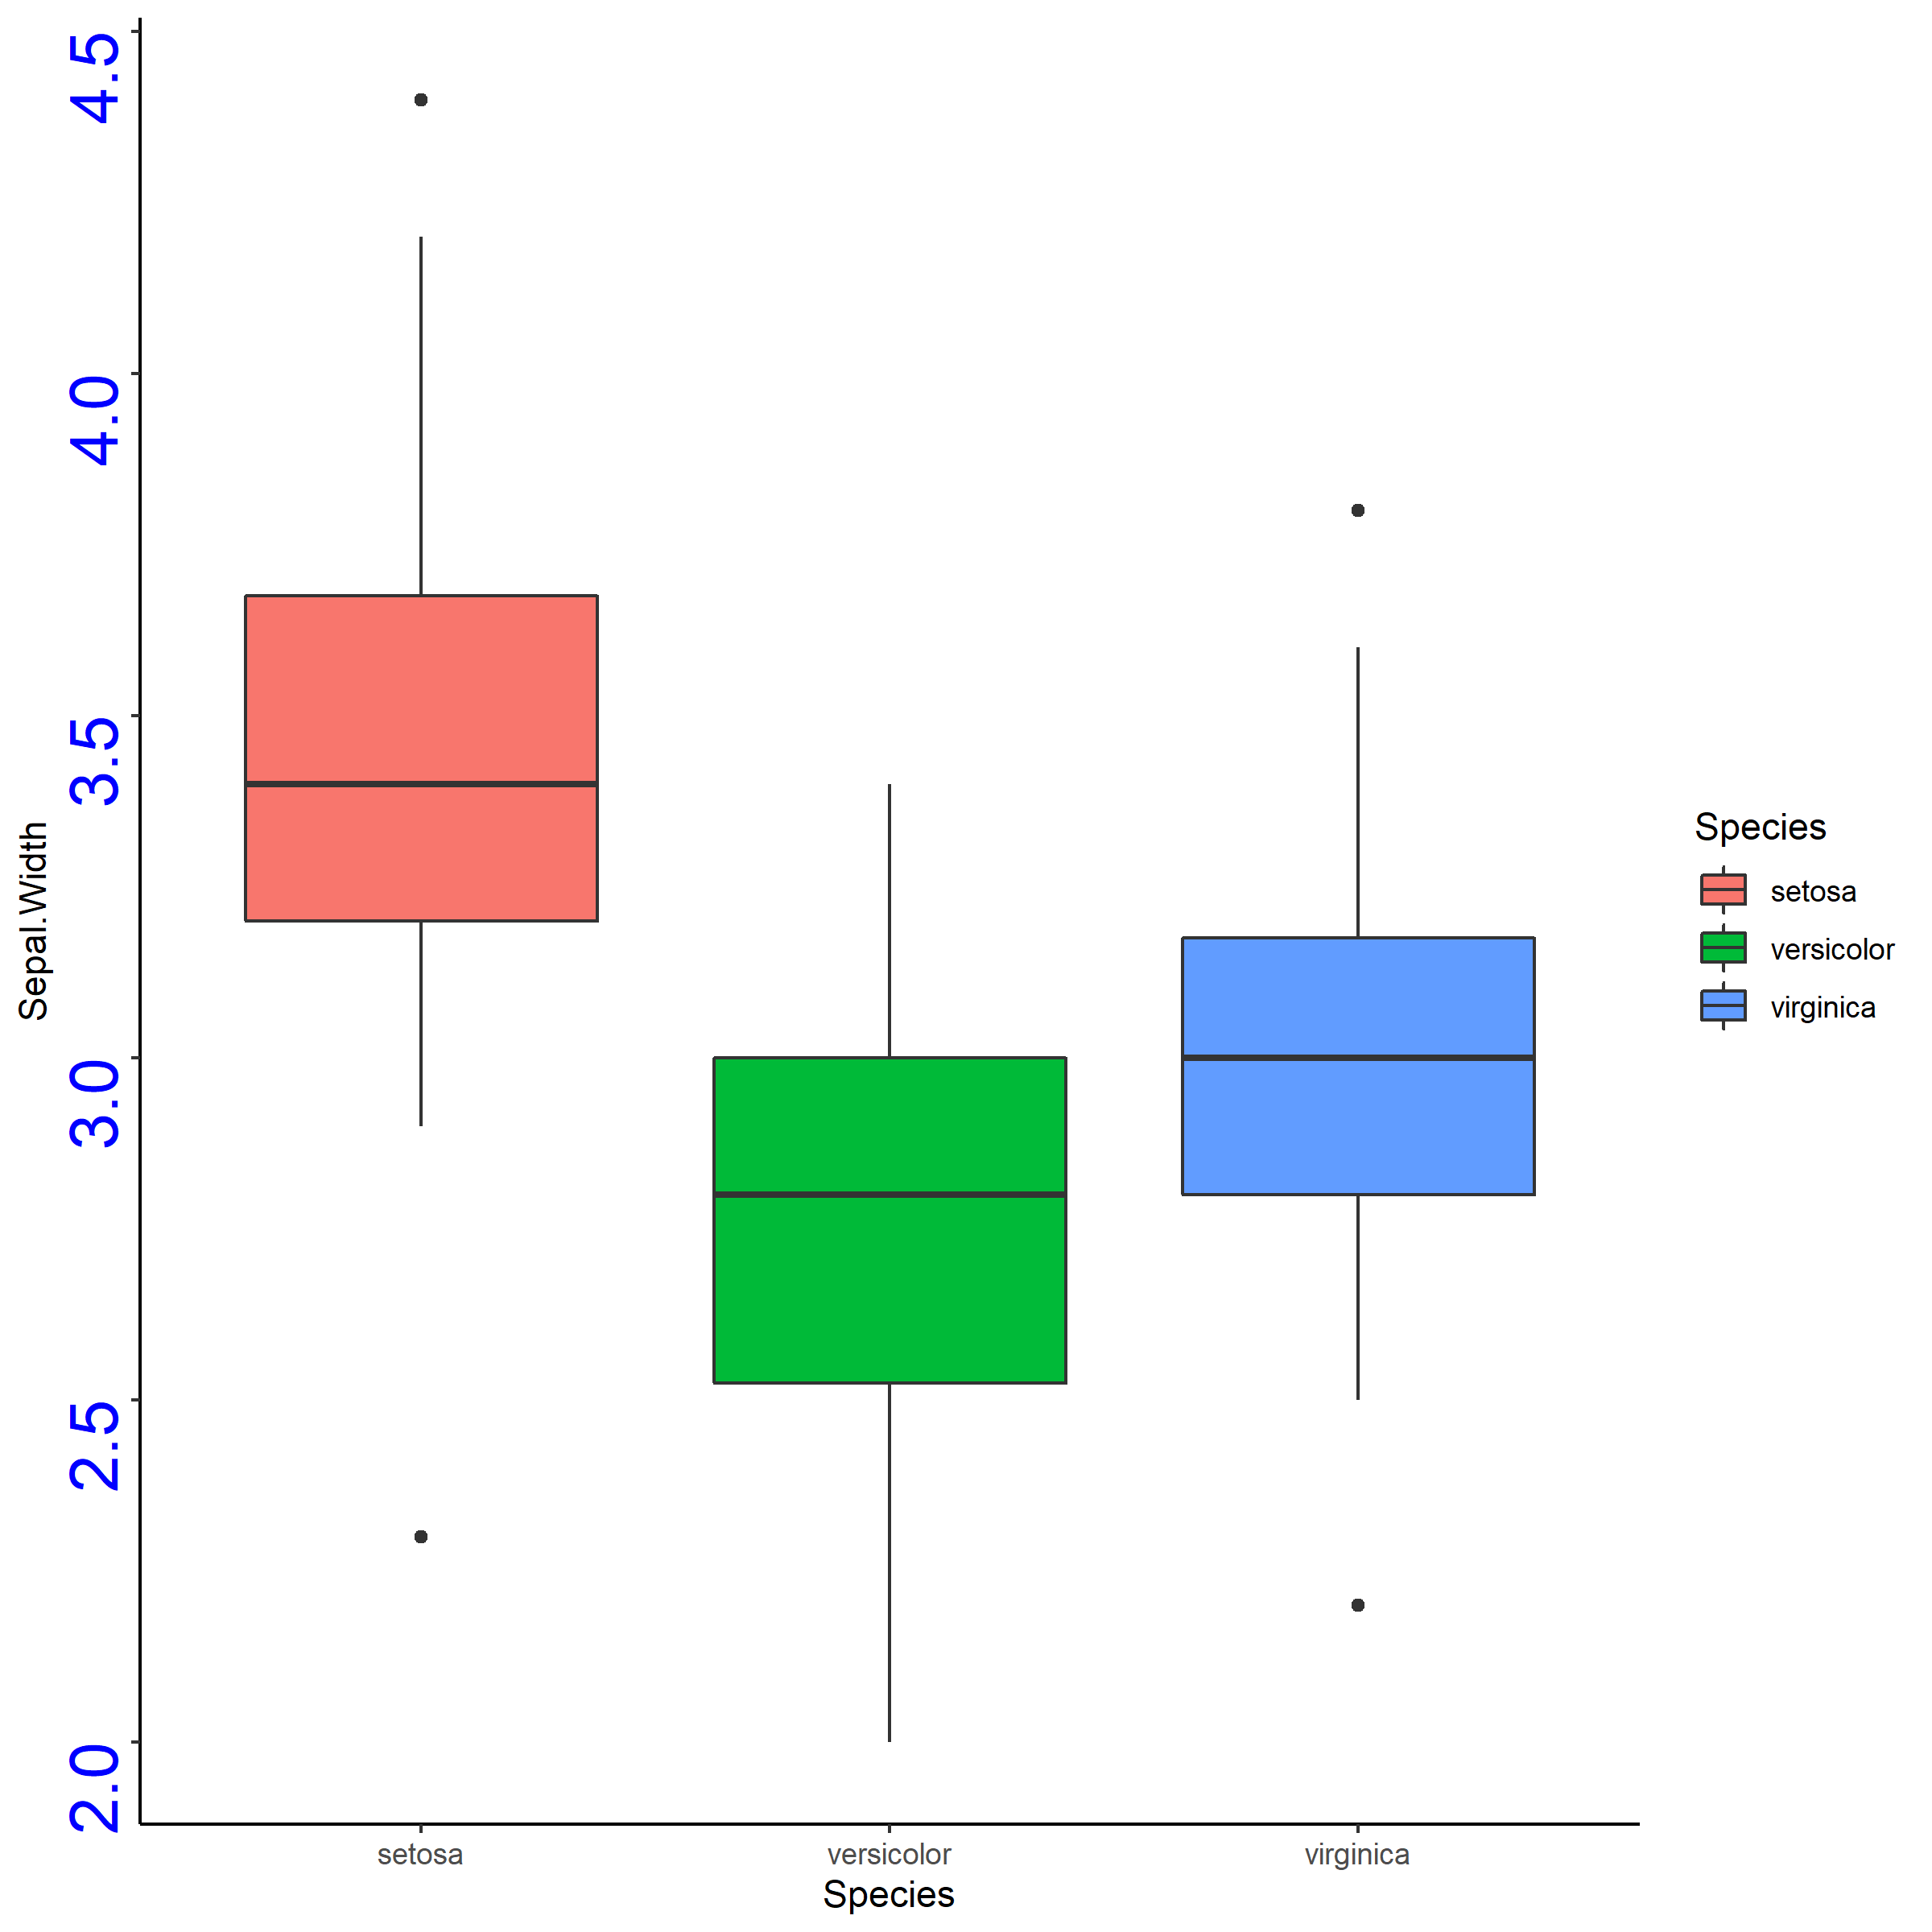 4.5
4.0
3.5
3.0
2.5
2.0
Sepal.Width
setosa
versicolor
virginica
Species
Species
setosa
versicolor
virginica